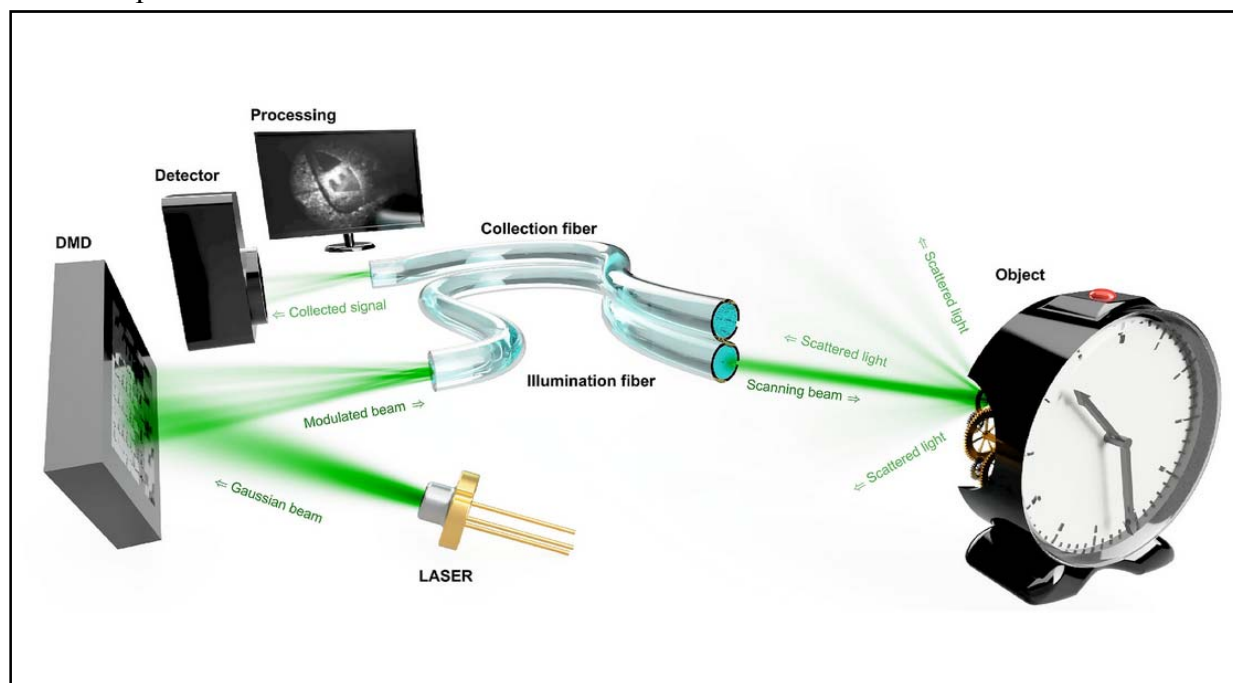 Processing
Detector
DMD
Collection fiber
Object
⇐ Collected signal
⇐ Scattered light
⇐ Scattered light
Scanning beam ⇒
Illumination fiber
Modulated beam ⇒
⇐ Scattered light
⇐ Gaussian beam
LASER